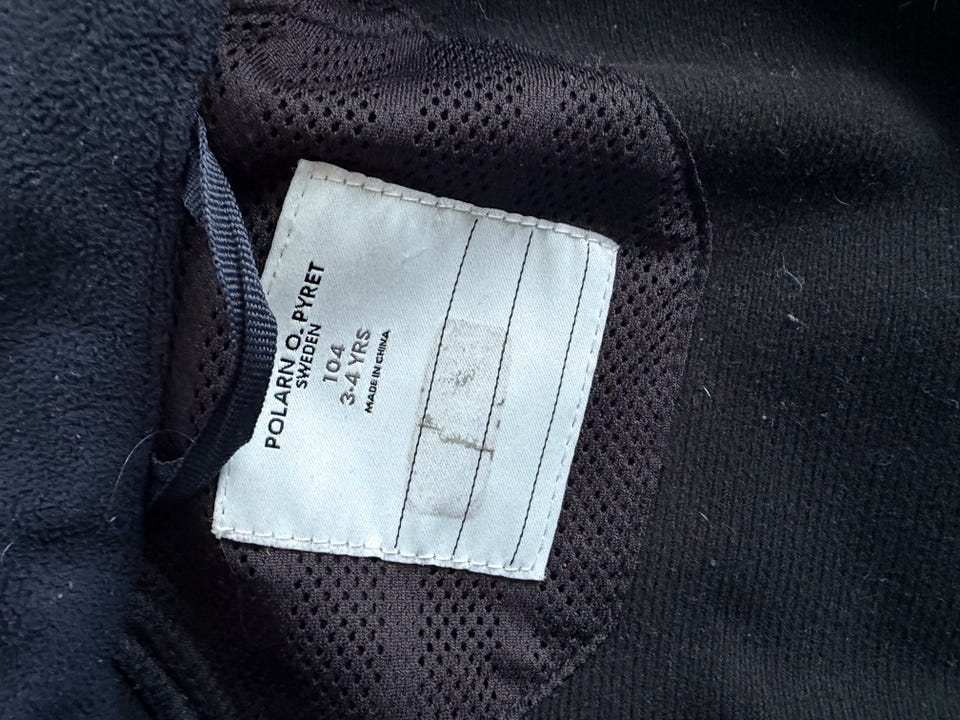 POLARN O. PYRET
SWEDEN
104
3-4 YRS
MADE IN CHINA